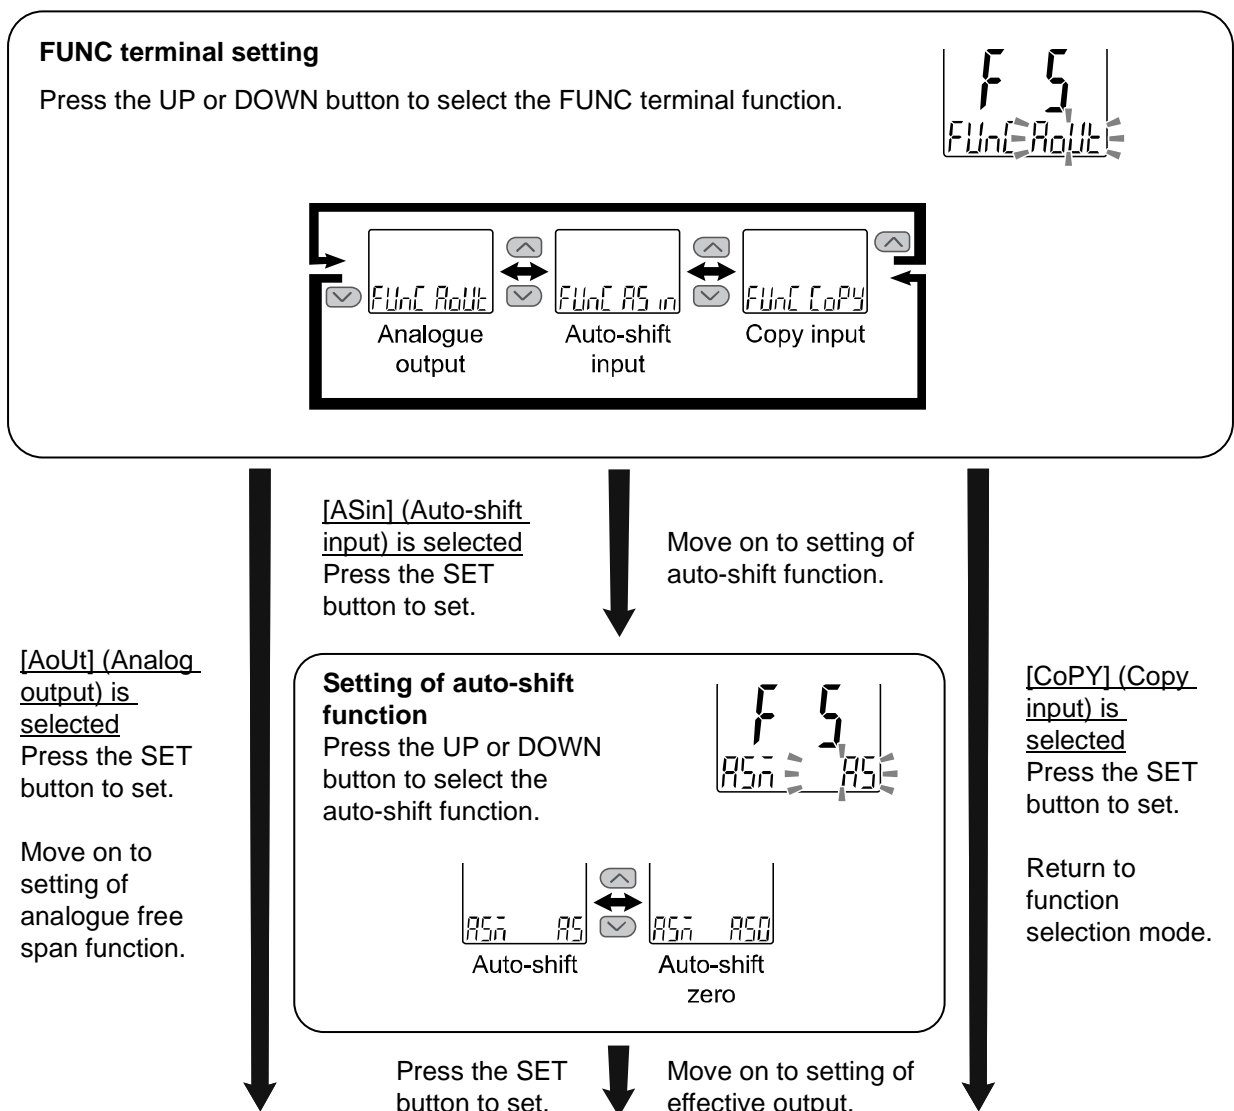 FUNC terminal setting
Press the UP or DOWN button to select the FUNC terminal function.
F 5
FUnC AoUt
FUnC AoUt
FUnC AS in
FUnC CoPY
Analogue
output
Auto-shift
input
Copy input
[ASin] (Auto-shift
input) is selected
Press the SET
button to set.
Move on to setting of
auto-shift function.
[AoUt] (Analog
output) is
selected
Press the SET
button to set.
Move on to
setting of
analogue free
span function.
Setting of auto-shift
function
Press the UP or DOWN
button to select the
auto-shift function.
F 5
ASm AS
ASm AS
ASm AS0
Auto-shift
Auto-shift
zero
[CoPY] (Copy
input) is
selected
Press the SET
button to set.
Return to
function
selection mode.
Press the SET
button to set.
Move on to setting of
effective output.